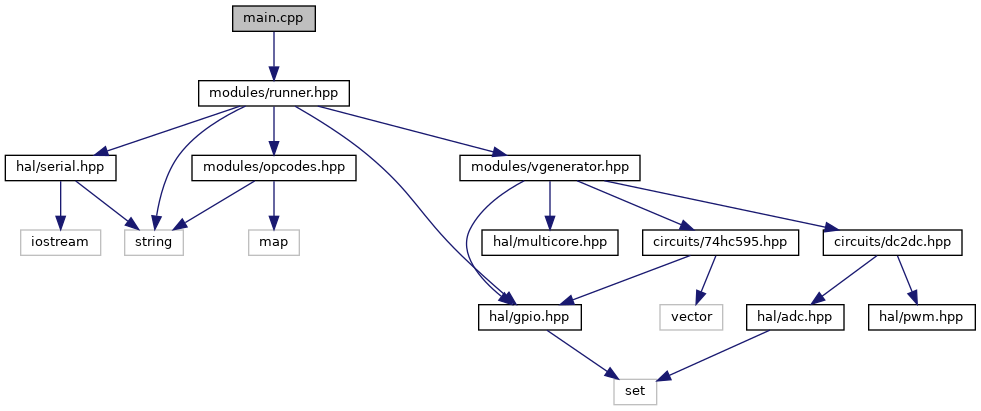 main.cpp
modules/runner.hpp
hal/serial.hpp
modules/opcodes.hpp
modules/vgenerator.hpp
iostream
string
map
hal/multicore.hpp
circuits/74hc595.hpp
circuits/dc2dc.hpp
hal/gpio.hpp
vector
hal/adc.hpp
hal/pwm.hpp
set